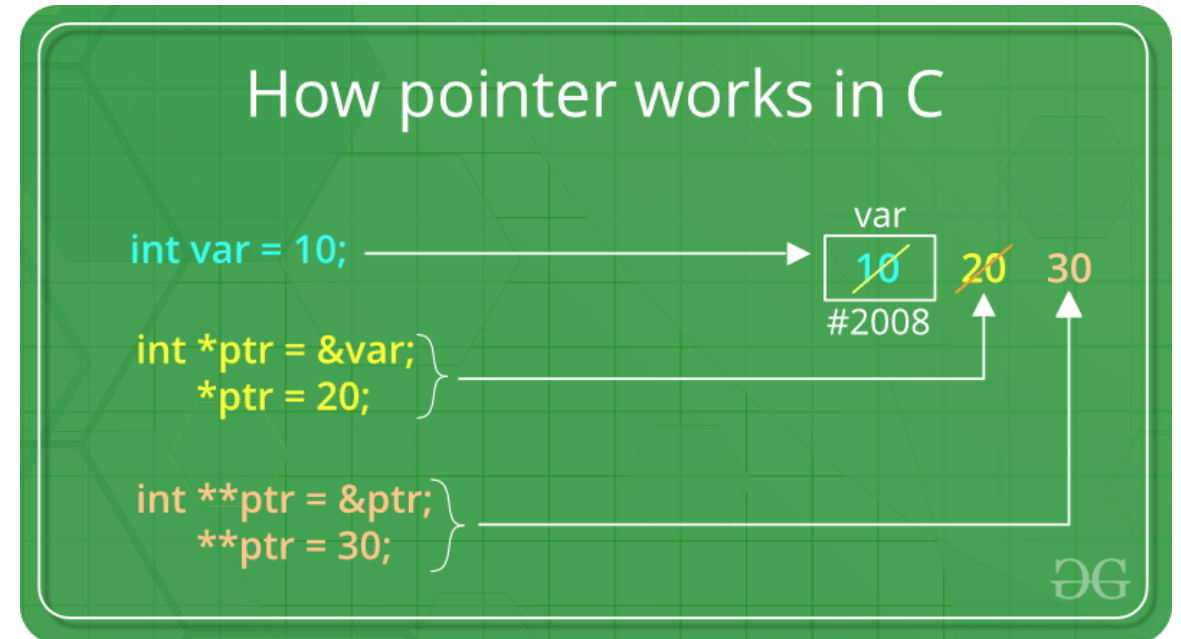 How pointer works in C
var
int var = 10;
10 20 30
#2008
int *ptr = &var;
*ptr = 20;
int **ptr = &ptr;
**ptr = 30;
GG